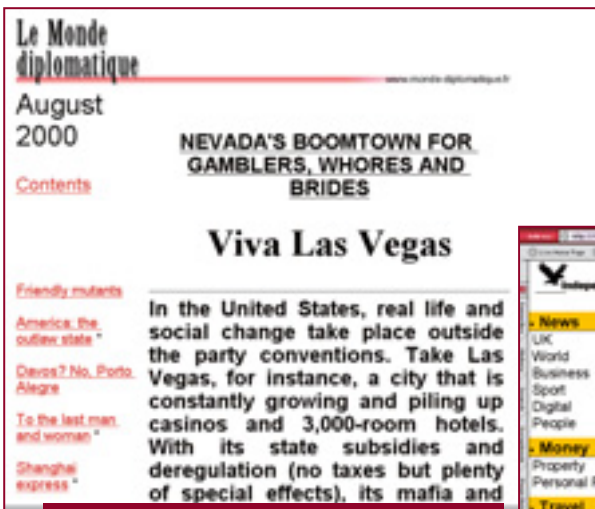 Le Monde
diplomatique
www.monde-diplomatique.fr
August
2000
Contents
Friendly mutants
America: the
outlaw state *
Davos? No, Porto
Alegre
To the last man
and woman *
Shanghai
express *
NEVADA'S BOOMTOWN FOR
GAMBLERS, WHORES AND
BRIDES
Viva Las Vegas
In the United States, real life and
social change take place outside
the party conventions. Take Las
Vegas, for instance, a city that is
constantly growing and piling up
casinos and 3,000-room hotels.
With its state subsidies and
deregulation (no taxes but plenty
of special effects), its mafia and
News
UK
World
Business
Sport
Digital
People
Money
Property
Personal
Travel